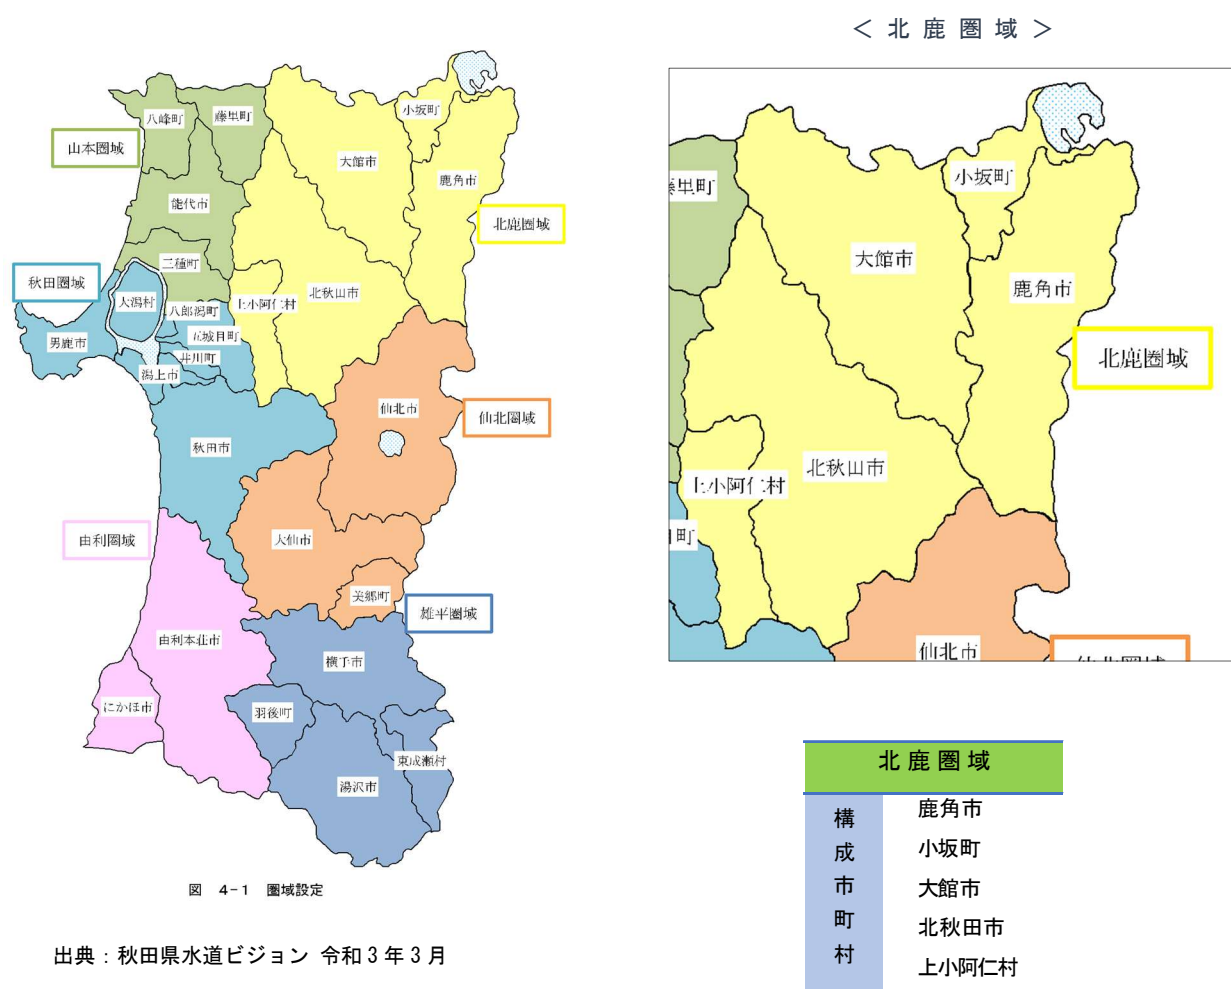 ＜北鹿圏域＞
八峰町
藤里町
小坂町
山本圏域
大館市
鹿角市
能代市
北鹿圏域
三種町
秋田圏域
大潟村
八郎潟町
上小阿仁村
北秋田市
男鹿市
五城目町
井川町
潟上市
仙北市
仙北圏域
秋田市
由利圏域
大仙市
美郷町
雄平圏域
由利本荘市
横手市
にかほ市
羽後町
東成瀬村
湯沢市
図 4-1 圏域設定
出典：秋田県水道ビジョン 令和3年3月
小坂町
里町
大館市
鹿角市
北鹿圏域
北秋田市
上小阿仁村
町
仙北市
北鹿圏域
構成市町村
鹿角市
小坂町
大館市
北秋田市
上小阿仁村